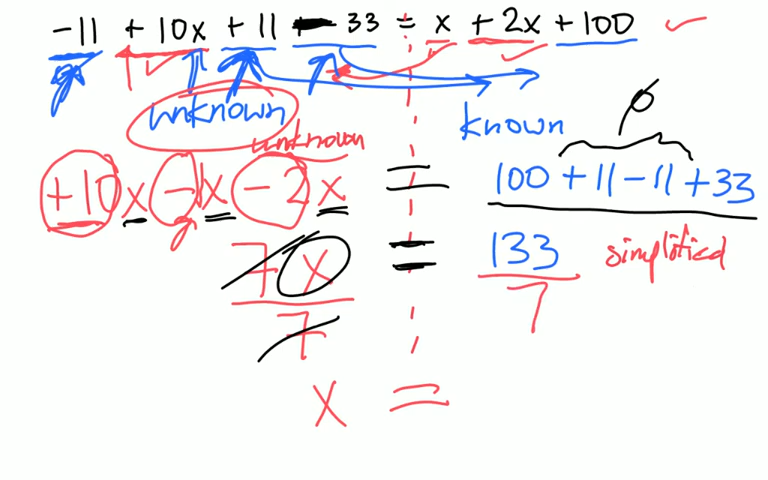 -11 + 10x + 11 - 33 = x + 2x + 100
unknown known
unknown
+10x - 1x - 2x = 100 + 11 - 11 + 33
7x = 133 simplified
7 7
x =